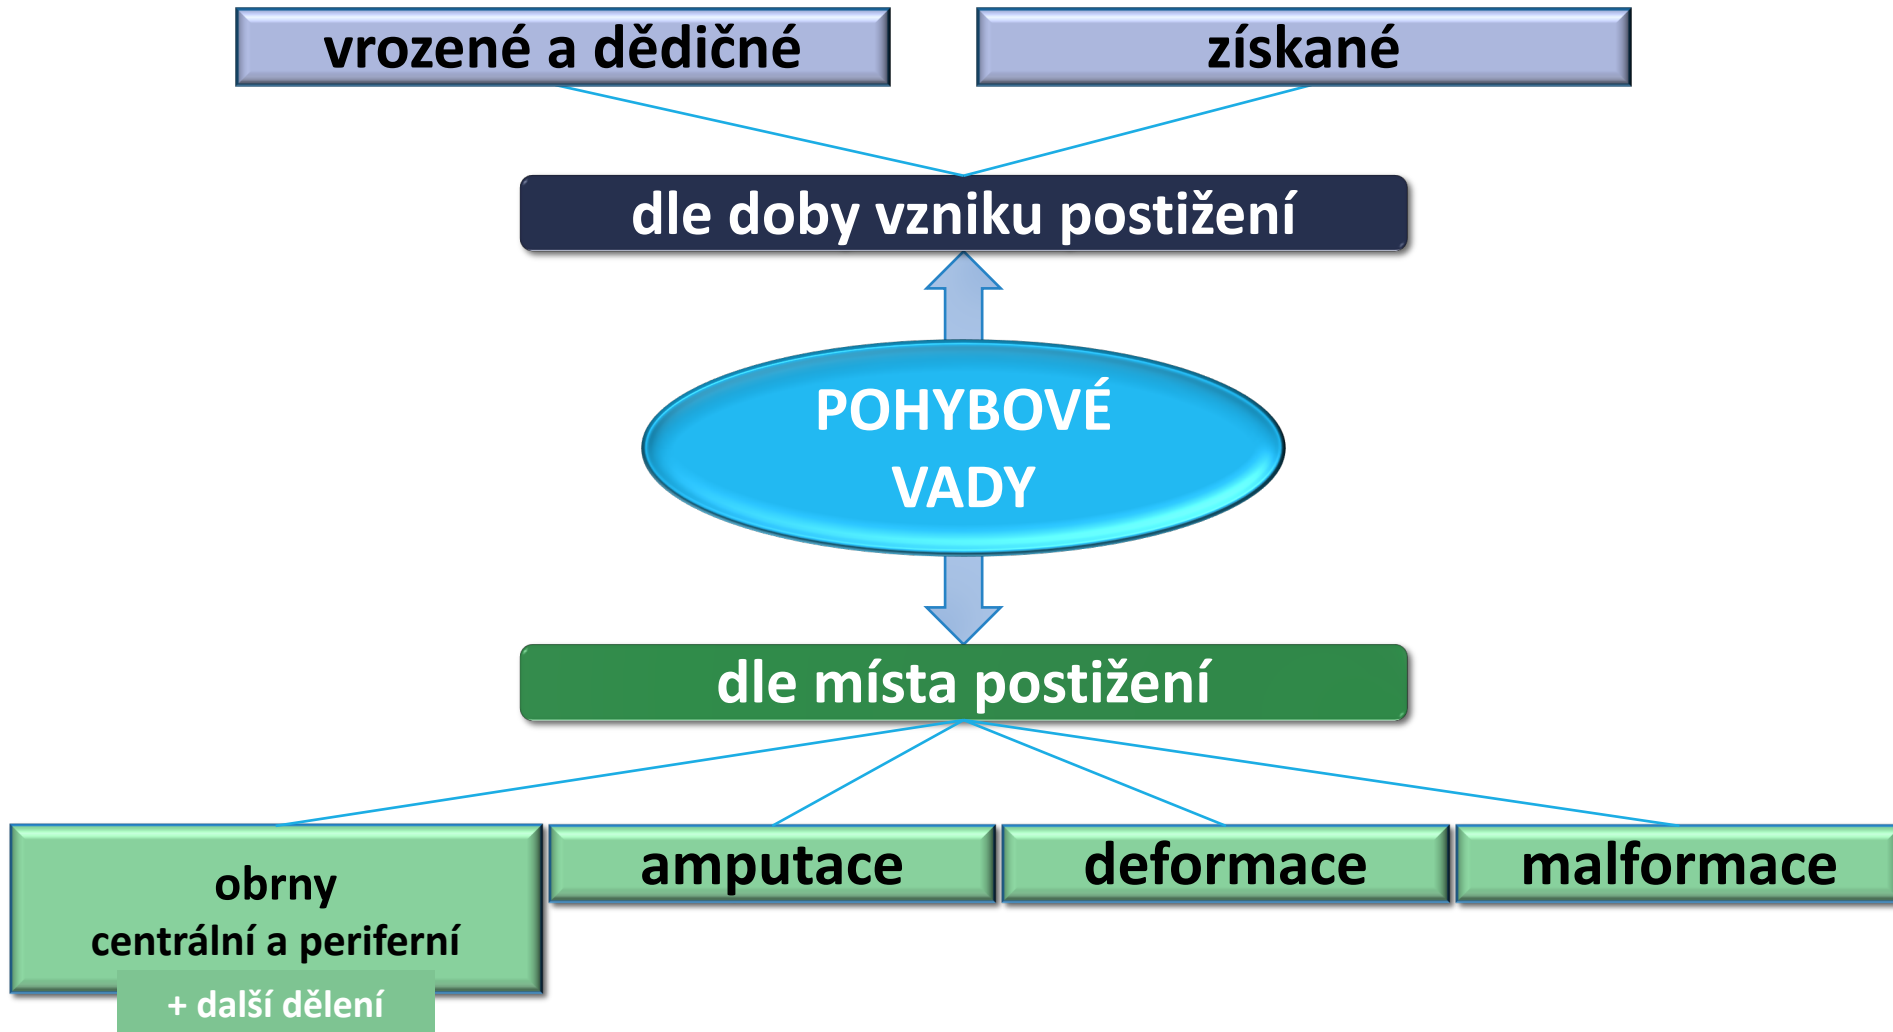 vrozené a dědičné
získané
dle doby vzniku postižení
POHYBOVÉ
VADY
dle místa postižení
obrny
centrální a periferní
+ další dělení
amputace
deformace
malformace